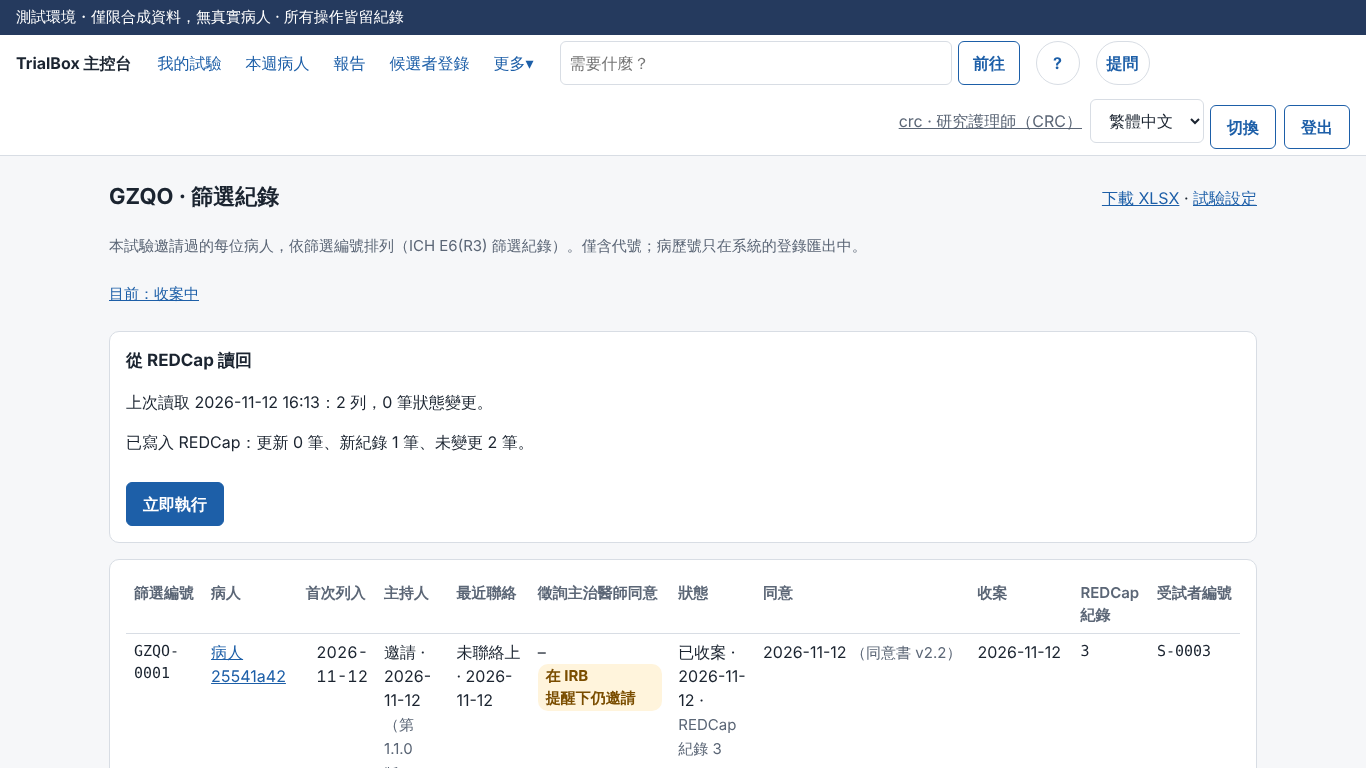 測試環境・僅限合成資料，無真實病人 · 所有操作皆留紀錄
TrialBox 主控台 我的試驗 本週病人 報告 候選者登錄 更多▾ 需要什麼？ 前往 ? 提問
crc · 研究護理師（CRC） 繁體中文 切換 登出
GZQO · 篩選紀錄 下載 XLSX · 試驗設定
本試驗邀請過的每位病人，依篩選編號排列（ICH E6(R3) 篩選紀錄）。僅含代號；病歷號只在系統的登錄匯出中。
目前：收案中
從 REDCap 讀回
上次讀取 2026-11-12 16:13：2 列，0 筆狀態變更。
已寫入 REDCap：更新 0 筆、新紀錄 1 筆、未變更 2 筆。
立即執行
篩選編號 病人 首次列入 主持人 最近聯絡 徵詢主治醫師同意 狀態 同意 收案 REDCap 受試者編號
紀錄
GZQO- 病人 2026- 邀請 · 未聯絡上 – 已收案 · 2026-11-12 （同意書 v2.2） 2026-11-12 3 S-0003
0001 25541a42 11-12 2026- · 2026- 在 IRB 2026-11-
11-12 11-12 提醒下仍邀請 12 ·
（第 REDCap
1.1.0 紀錄 3